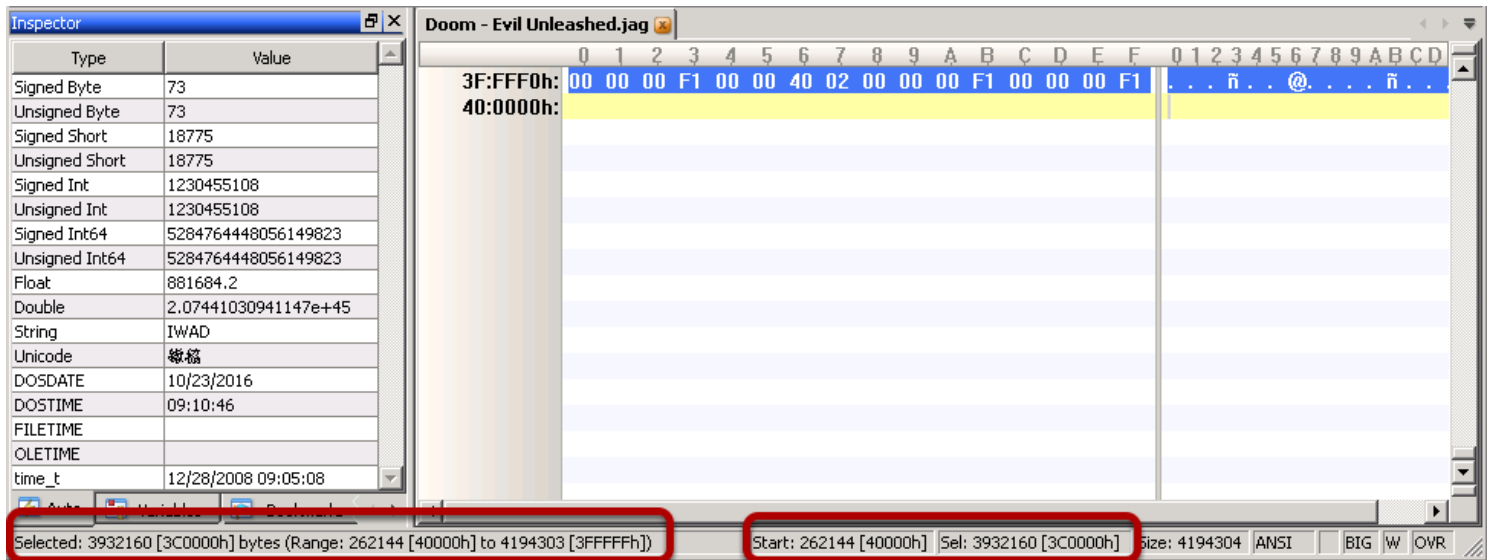 Inspector
Type Value
Signed Byte 73
Unsigned Byte 73
Signed Short 18775
Unsigned Short 18775
Signed Int 1230455108
Unsigned Int 1230455108
Signed Int64 5284764448056149823
Unsigned Int64 5284764448056149823
Float 881684.2
Double 2.07441030941147e+45
String IWAD
Unicode
DOSDATE 10/23/2016
DOSTIME 09:10:46
FILETIME
OLETIME
time_t 12/28/2008 09:05:08
Doom - Evil Unleashed.jag
0 1 2 3 4 5 6 7 8 9 A B C D E F 0 1 2 3 4 5 6 7 8 9 A B C D
3F:FFF0h: 00 00 00 F1 00 00 40 02 00 00 00 F1 00 00 00 F1 . . . ñ . . @ . . . . ñ . .
40:0000h:
Selected: 3932160 [3C0000h] bytes (Range: 262144 [40000h] to 4194303 [3FFFFFh]) Start: 262144 [40000h] Sel: 3932160 [3C0000h] Size: 4194304 ANSI BIG W OVR